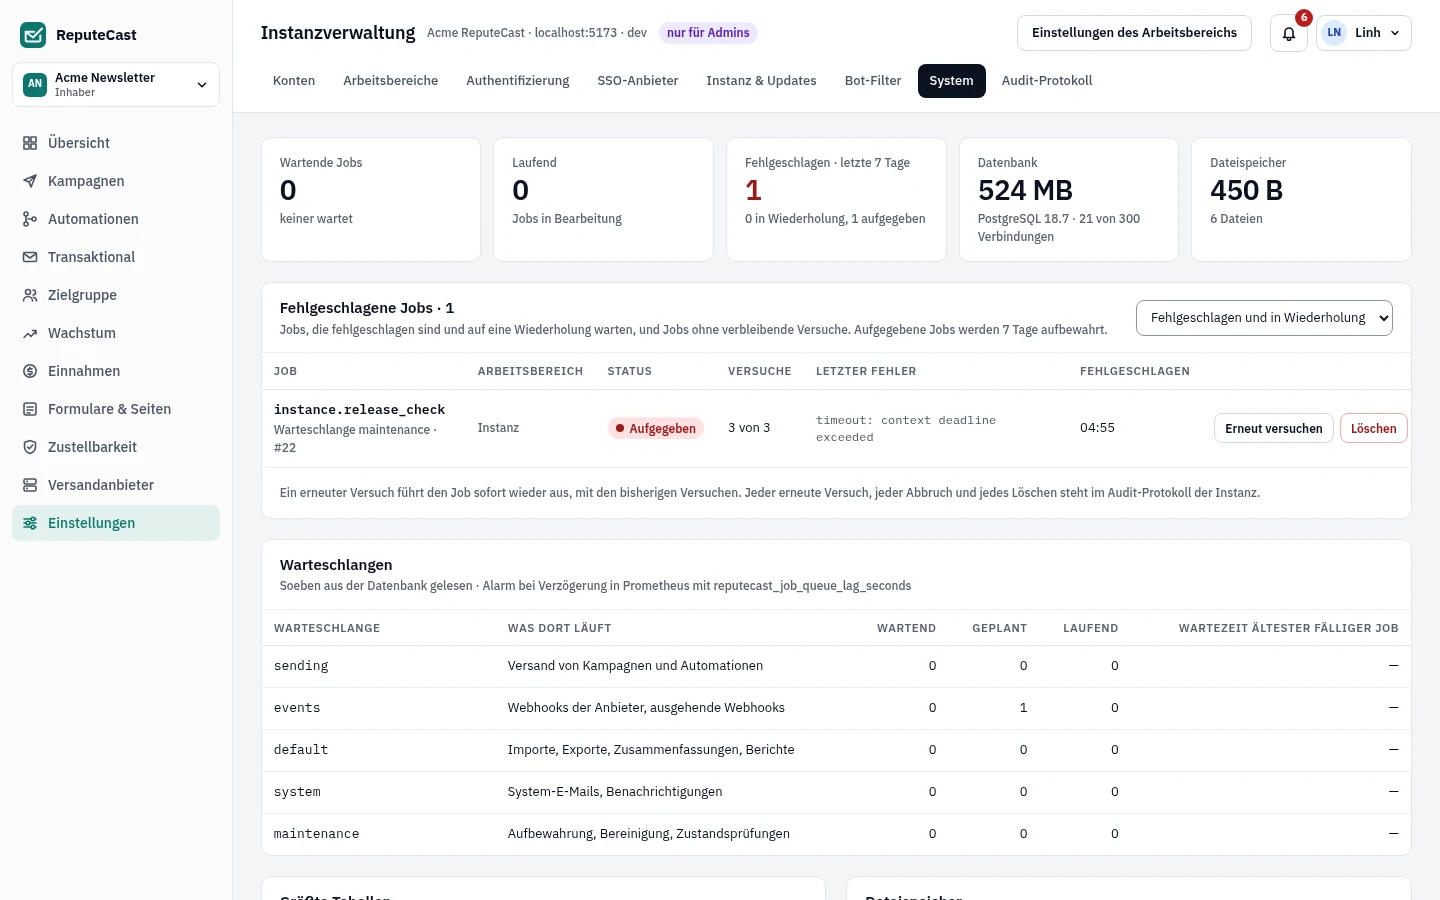 ReputeCast
AN
Acme Newsletter
Inhaber
Übersicht
Kampagnen
Automationen
Transaktional
Zielgruppe
Wachstum
Einnahmen
Formulare & Seiten
Zustellbarkeit
Versandanbieter
Einstellungen
Instanzverwaltung
Acme ReputeCast · localhost:5173 · dev
nur für Admins
Einstellungen des Arbeitsbereichs
6
LN
Linh
Konten
Arbeitsbereiche
Authentifizierung
SSO-Anbieter
Instanz & Updates
Bot-Filter
System
Audit-Protokoll
Wartende Jobs
0
keiner wartet
Laufend
0
Jobs in Bearbeitung
Fehlgeschlagen · letzte 7 Tage
1
0 in Wiederholung, 1 aufgegeben
Datenbank
524 MB
PostgreSQL 18.7 · 21 von 300
Verbindungen
Dateispeicher
450 B
6 Dateien
Fehlgeschlagene Jobs · 1
Jobs, die fehlgeschlagen sind und auf eine Wiederholung warten, und Jobs ohne verbleibende Versuche. Aufgegebene Jobs werden 7 Tage aufbewahrt.
Fehlgeschlagen und in Wiederholung
JOB
ARBEITSBEREICH
STATUS
VERSUCHE
LETZTER FEHLER
FEHLGESCHLAGEN
instance.release_check
Warteschlange maintenance ·
#22
Instanz
Aufgegeben
3 von 3
timeout: context deadline
exceeded
04:55
Erneut versuchen
Löschen
Ein erneuter Versuch führt den Job sofort wieder aus, mit den bisherigen Versuchen. Jeder erneute Versuch, jeder Abbruch und jedes Löschen steht im Audit-Protokoll der Instanz.
Warteschlangen
Soeben aus der Datenbank gelesen · Alarm bei Verzögerung in Prometheus mit reputecast_job_queue_lag_seconds
WARTESCHLANGE
WAS DORT LÄUFT
WARTEND
GEPLANT
LAUFEND
WARTEZEIT ÄLTESTER FÄLLIGER JOB
sending
Versand von Kampagnen und Automationen
0
0
0
—
events
Webhooks der Anbieter, ausgehende Webhooks
0
1
0
—
default
Importe, Exporte, Zusammenfassungen, Berichte
0
0
0
—
system
System-E-Mails, Benachrichtigungen
0
0
0
—
maintenance
Aufbewahrung, Bereinigung, Zustandsprüfungen
0
0
0
—
Größte Tabellen
Dateispeicher